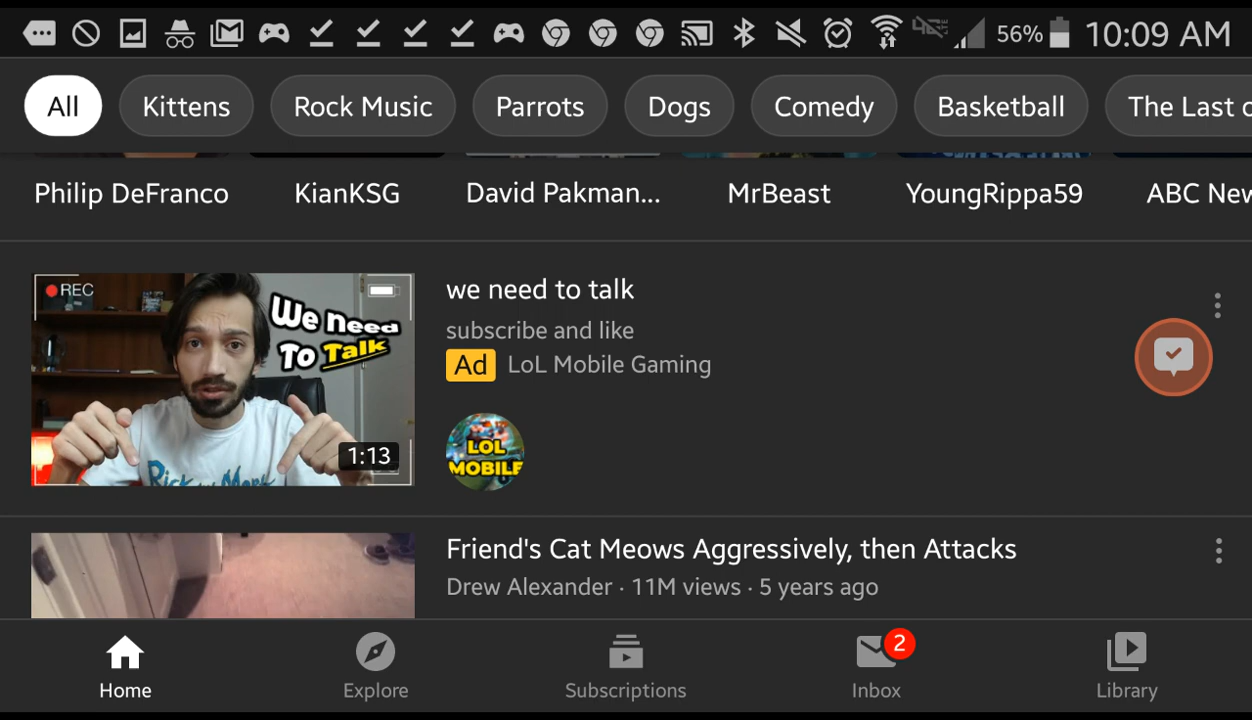 56% 10:09 AM
All Kittens Rock Music Parrots Dogs Comedy Basketball The Last o
Philip DeFranco KianKSG David Pakman... MrBeast YoungRippa59 ABC New
REC
We Need
To Talk
1:13
we need to talk
subscribe and like
Ad LoL Mobile Gaming
LOL
MOBILE
Friend's Cat Meows Aggressively, then Attacks
Drew Alexander · 11M views · 5 years ago
2
Home Explore Subscriptions Inbox Library